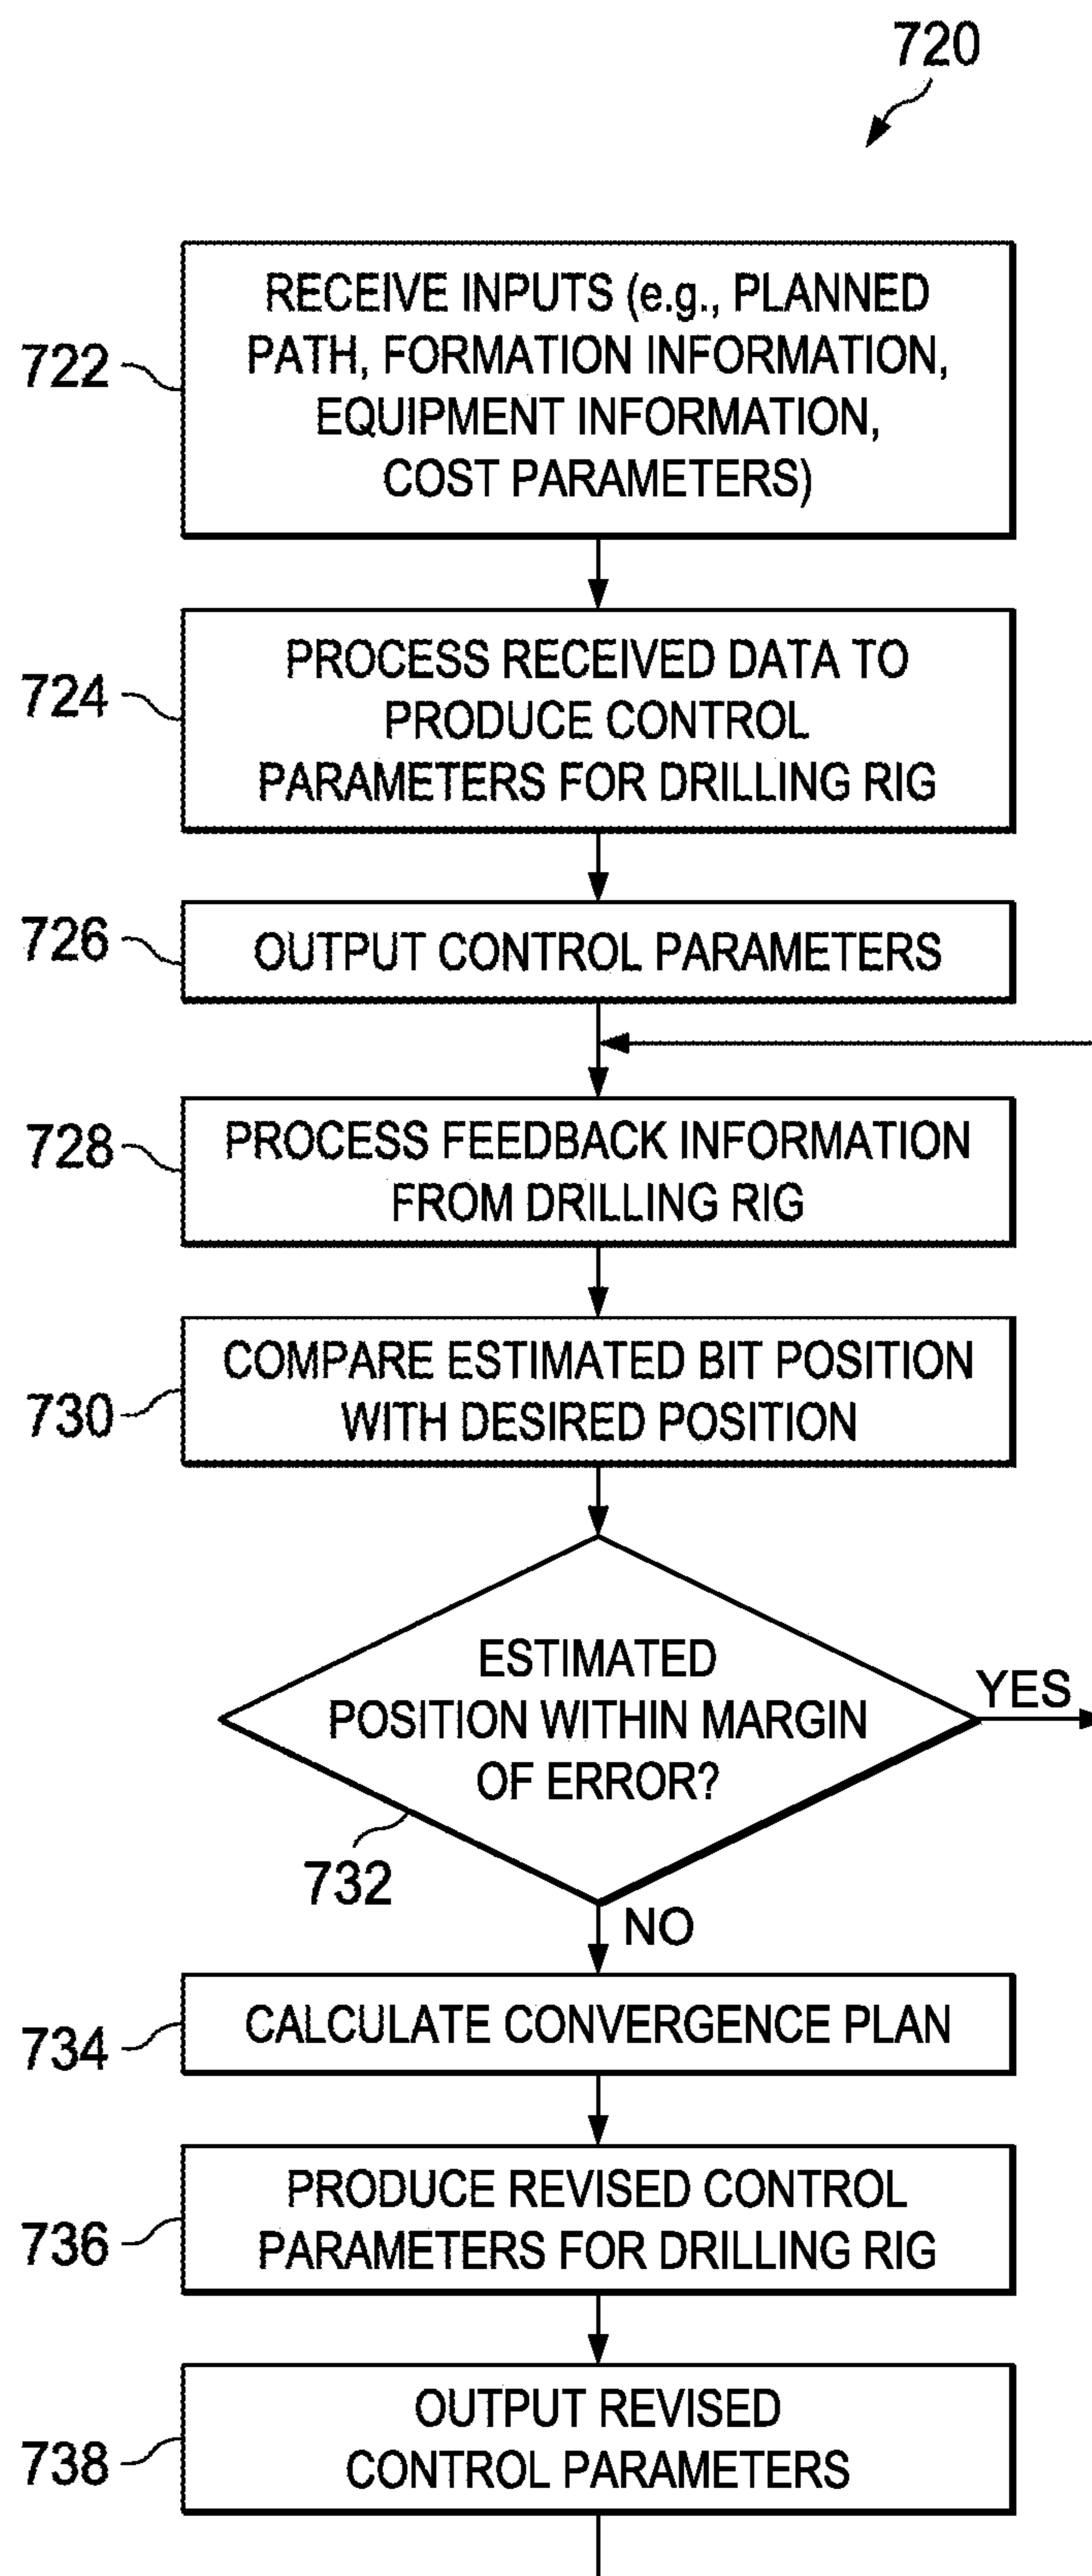 720
722
RECEIVE INPUTS (e.g., PLANNED
PATH, FORMATION INFORMATION,
EQUIPMENT INFORMATION,
COST PARAMETERS)
724
PROCESS RECEIVED DATA TO
PRODUCE CONTROL
PARAMETERS FOR DRILLING RIG
726
OUTPUT CONTROL PARAMETERS
728
PROCESS FEEDBACK INFORMATION
FROM DRILLING RIG
730
COMPARE ESTIMATED BIT POSITION
WITH DESIRED POSITION
ESTIMATED
POSITION WITHIN MARGIN
OF ERROR?
YES
732
NO
734
CALCULATE CONVERGENCE PLAN
736
PRODUCE REVISED CONTROL
PARAMETERS FOR DRILLING RIG
738
OUTPUT REVISED
CONTROL PARAMETERS